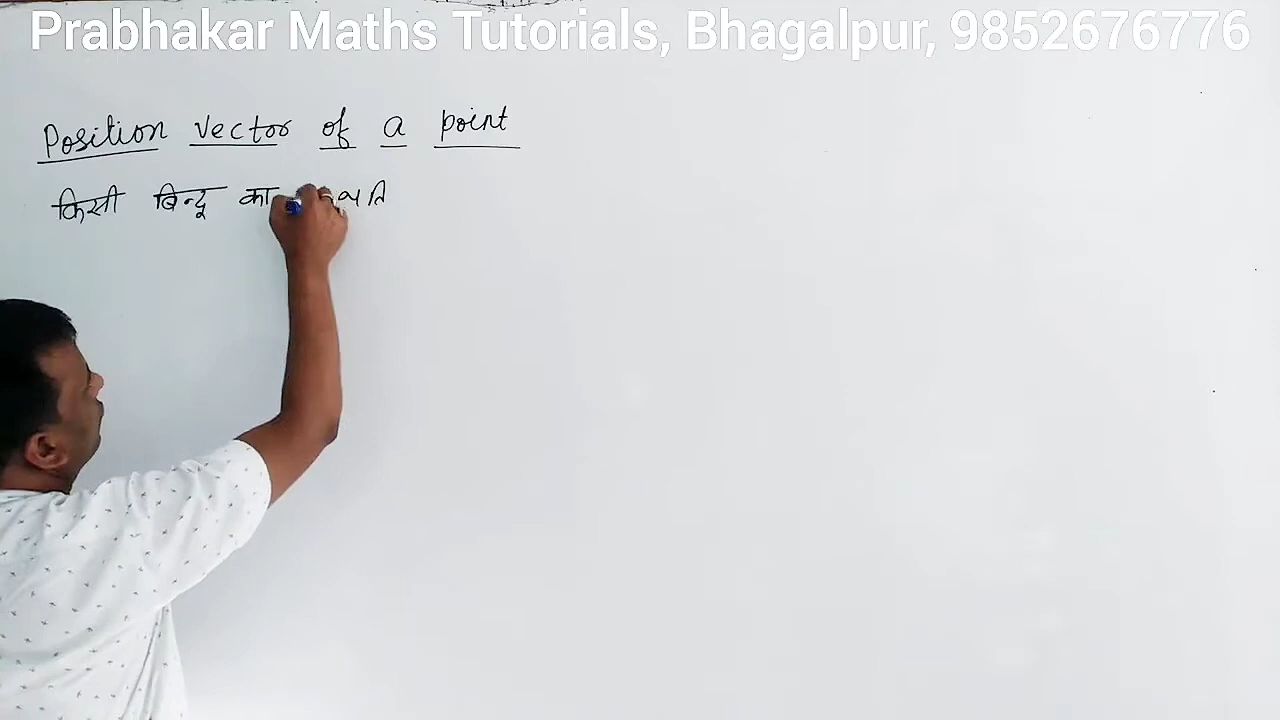 Prabhakar Maths Tutorials, Bhagalpur, 9852676776
Position vector of a point
किसी बिन्दू का